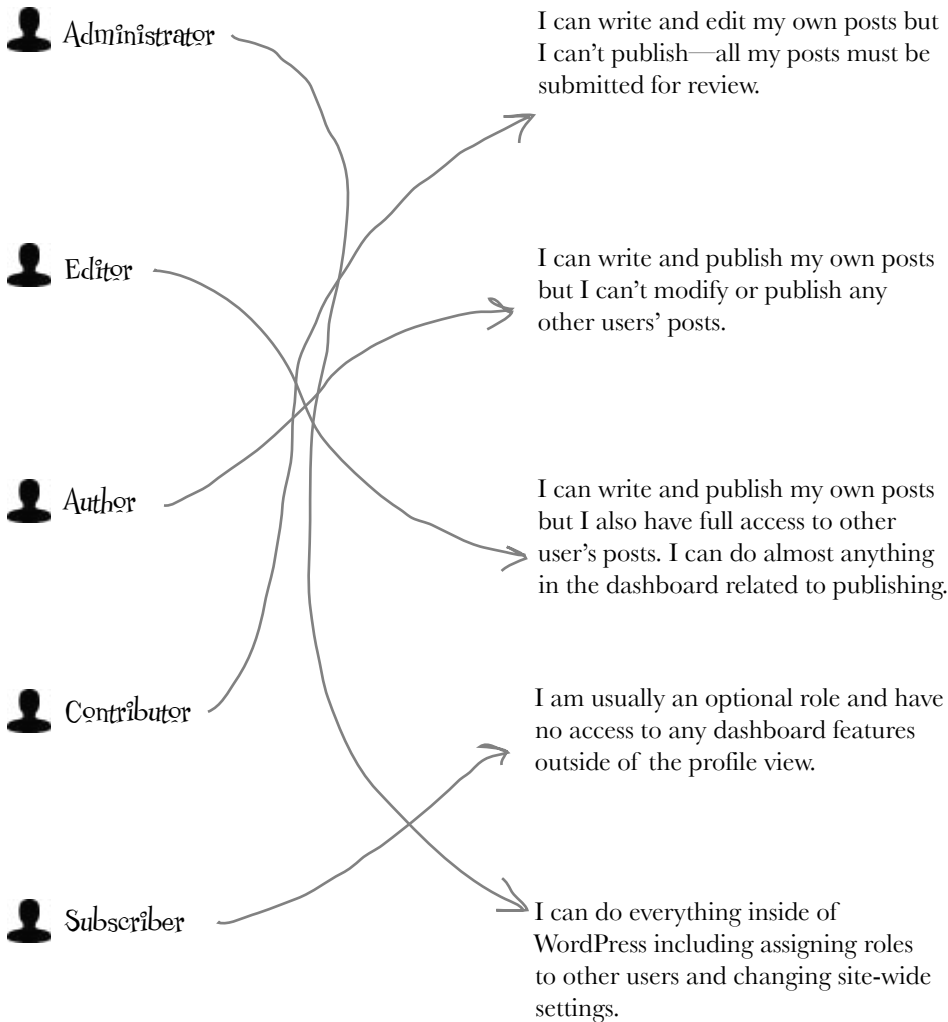 Administrator
I can write and edit my own posts but
I can’t publish—all my posts must be
submitted for review.
Editor
I can write and publish my own posts
but I can’t modify or publish any
other users’ posts.
Author
I can write and publish my own posts
but I also have full access to other
user’s posts. I can do almost anything
in the dashboard related to publishing.
Contributor
I am usually an optional role and have
no access to any dashboard features
outside of the profile view.
Subscriber
I can do everything inside of
WordPress including assigning roles
to other users and changing site-wide
settings.